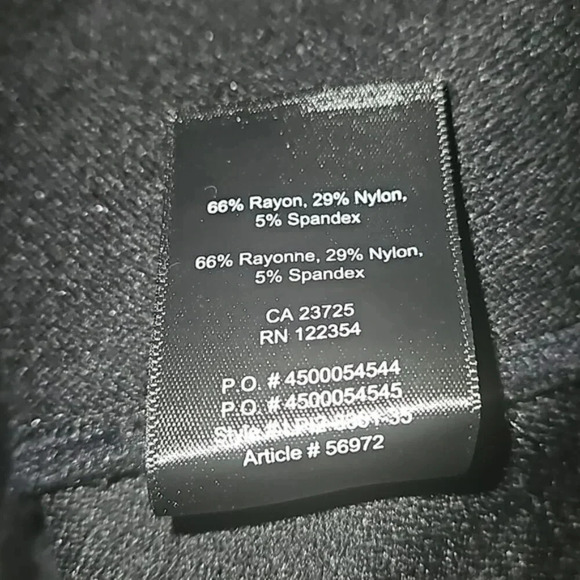 66% Rayon, 29% Nylon,
5% Spandex
66% Rayonne, 29% Nylon,
5% Spandex
CA 23725
RN 122354
P.O. # 4500054544
P.O. # 4500054545
Style #
Article # 56972